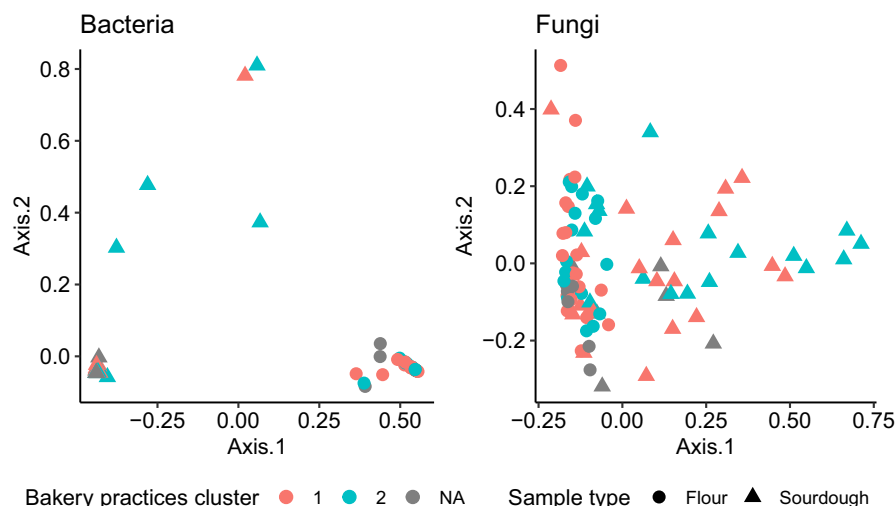 Bacteria
Fungi
0.8
0.6
0.4
0.2
0.0
Axis.2
−0.25 0.00 0.25 0.50
Axis.1
0.4
0.2
0.0
−0.2
Axis.2
−0.25 0.00 0.25 0.50 0.75
Axis.1
Bakery practices cluster 1 2 NA
Sample type Flour Sourdough